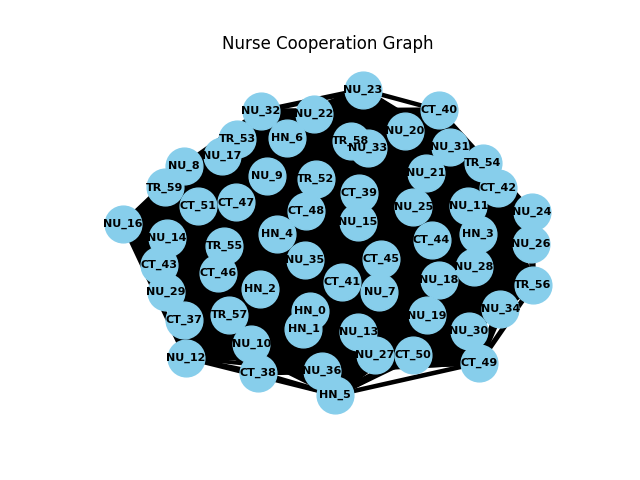 Nurse Cooperation Graph
NU_23
NU_32
NU_22
CT_40
NU_20
TR_53
HN_6
TR_58
NU_33
NU_31
NU_17
NU_8
TR_54
NU_21
NU_9
TR_52
TR_59
CT_42
CT_39
CT_47
CT_51
NU_25
NU_11
CT_48
NU_24
NU_15
NU_16
HN_4
HN_3
NU_14
CT_44
TR_55
NU_26
NU_35
CT_45
CT_43
NU_28
CT_46
NU_18
CT_41
TR_56
HN_2
NU_29
NU_7
NU_34
HN_0
TR_57
NU_19
CT_37
HN_1
NU_13
NU_30
NU_10
NU_27
CT_50
NU_12
CT_49
NU_36
CT_38
HN_5